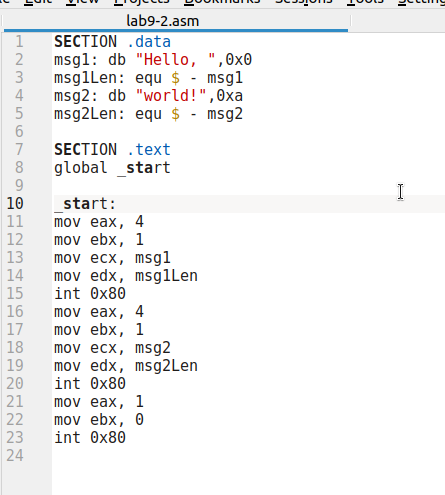 Edit View Projects Bookmarks Sessions Tools Settings
lab9-2.asm
1 SECTION .data
2 msg1: db "Hello, ",0x0
3 msg1Len: equ $ - msg1
4 msg2: db "world!",0xa
5 msg2Len: equ $ - msg2
6
7 SECTION .text
8 global _start
9
10 _start:
11 mov eax, 4
12 mov ebx, 1
13 mov ecx, msg1
14 mov edx, msg1Len
15 int 0x80
16 mov eax, 4
17 mov ebx, 1
18 mov ecx, msg2
19 mov edx, msg2Len
20 int 0x80
21 mov eax, 1
22 mov ebx, 0
23 int 0x80
24